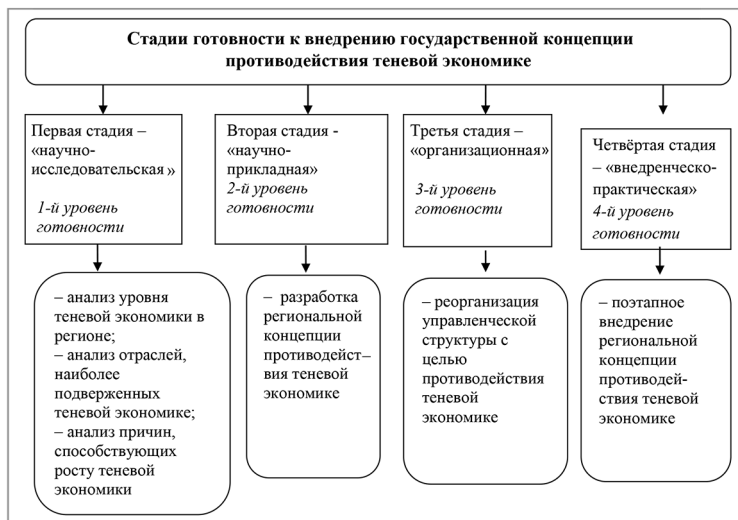 Стадии готовности к внедрению государственной концепции
противодействия теневой экономике
Первая стадия –
«научно-
исследовательская »
1-й уровень
готовности
Вторая стадия -
«научно-
прикладная»
2-й уровень
готовности
Третья стадия –
«организационная»
3-й уровень
готовности
Четвёртая стадия
– «внедренческо-
практическая»
4-й уровень
готовности
– анализ уровня
теневой экономики в
регионе;
– анализ отраслей,
наиболее
подверженных
теневой экономике;
– анализ причин,
способствующих
росту теневой
экономики
– разработка
региональной
концепции
противодейст–
вия теневой
экономике
– реорганизация
управленческой
структуры с
целью
противодействия
теневой
экономике
– поэтапное
внедрение
региональной
концепции
противодей-
ствия теневой
экономике